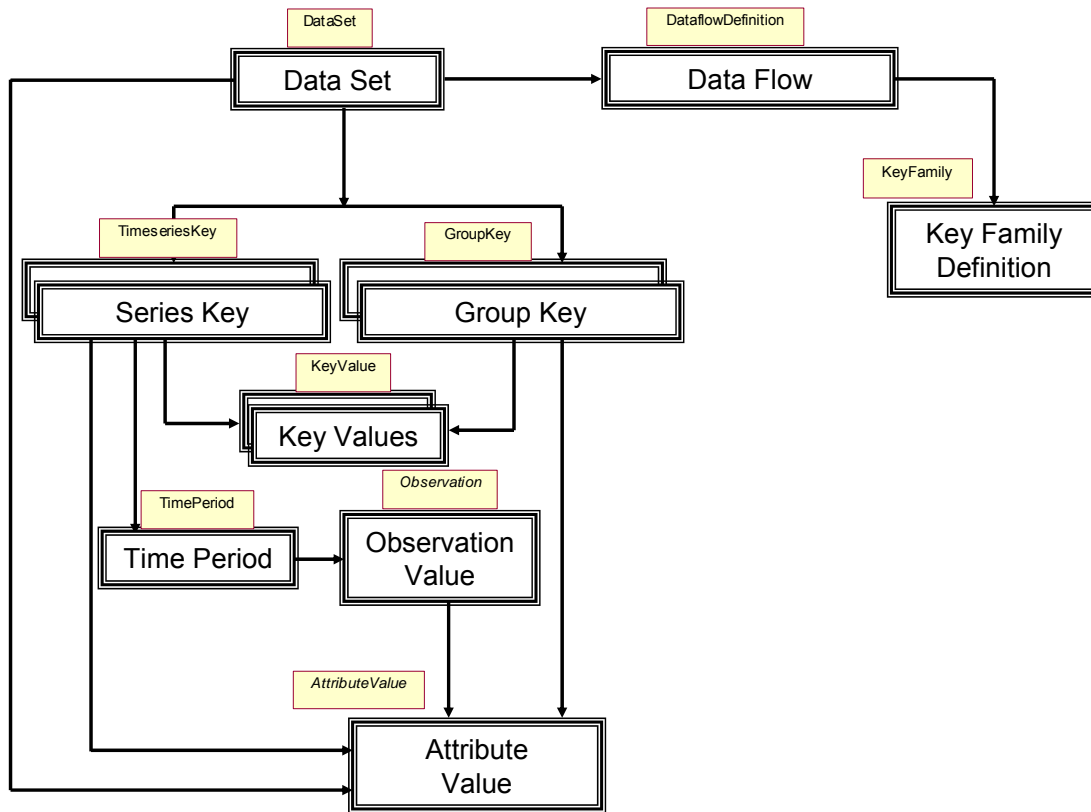 DataSet
Data Set
DataflowDefinition
Data Flow
KeyFamily
Key Family
Definition
TimeseriesKey
Series Key
GroupKey
Group Key
KeyValue
Key Values
TimePeriod
Time Period
Observation
Observation
Value
AttributeValue
Attribute
Value